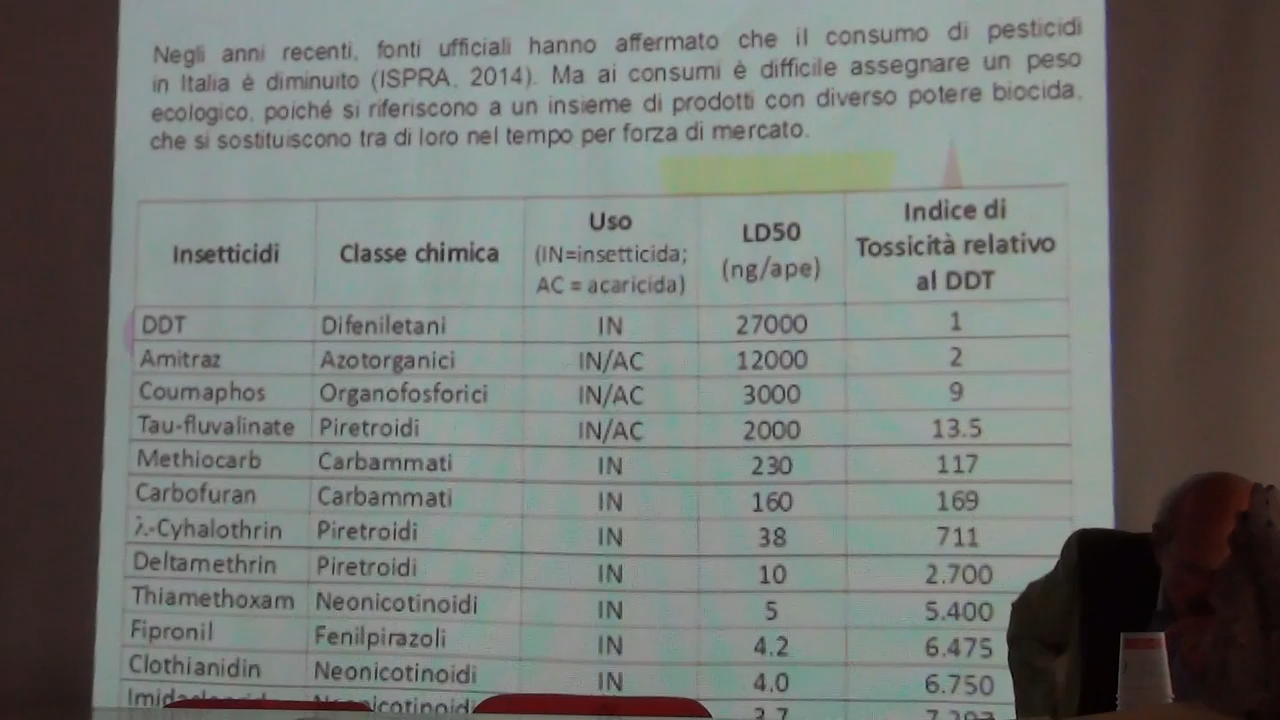 Negli anni recenti, fonti ufficiali hanno affermato che il consumo di pesticidi
in Italia è diminuito (ISPRA, 2014). Ma ai consumi è difficile assegnare un peso
ecologico, poiché si riferiscono a un insieme di prodotti con diverso potere biocida,
che si sostituiscono tra di loro nel tempo per forza di mercato.
Insetticidi Classe chimica Uso (IN=insetticida; AC = acaricida) LD50 (ng/ape) Indice di Tossicità relativo al DDT
DDT Difeniletani IN 27000 1
Amitraz Azotorganici IN/AC 12000 2
Coumaphos Organofosforici IN/AC 3000 9
Tau-fluvalinate Piretroidi IN/AC 2000 13.5
Methiocarb Carbammati IN 230 117
Carbofuran Carbammati IN 160 169
λ-Cyhalothrin Piretroidi IN 38 711
Deltamethrin Piretroidi IN 10 2.700
Thiamethoxam Neonicotinoidi IN 5 5.400
Fipronil Fenilpirazoli IN 4.2 6.475
Clothianidin Neonicotinoidi IN 4.0 6.750
3.7